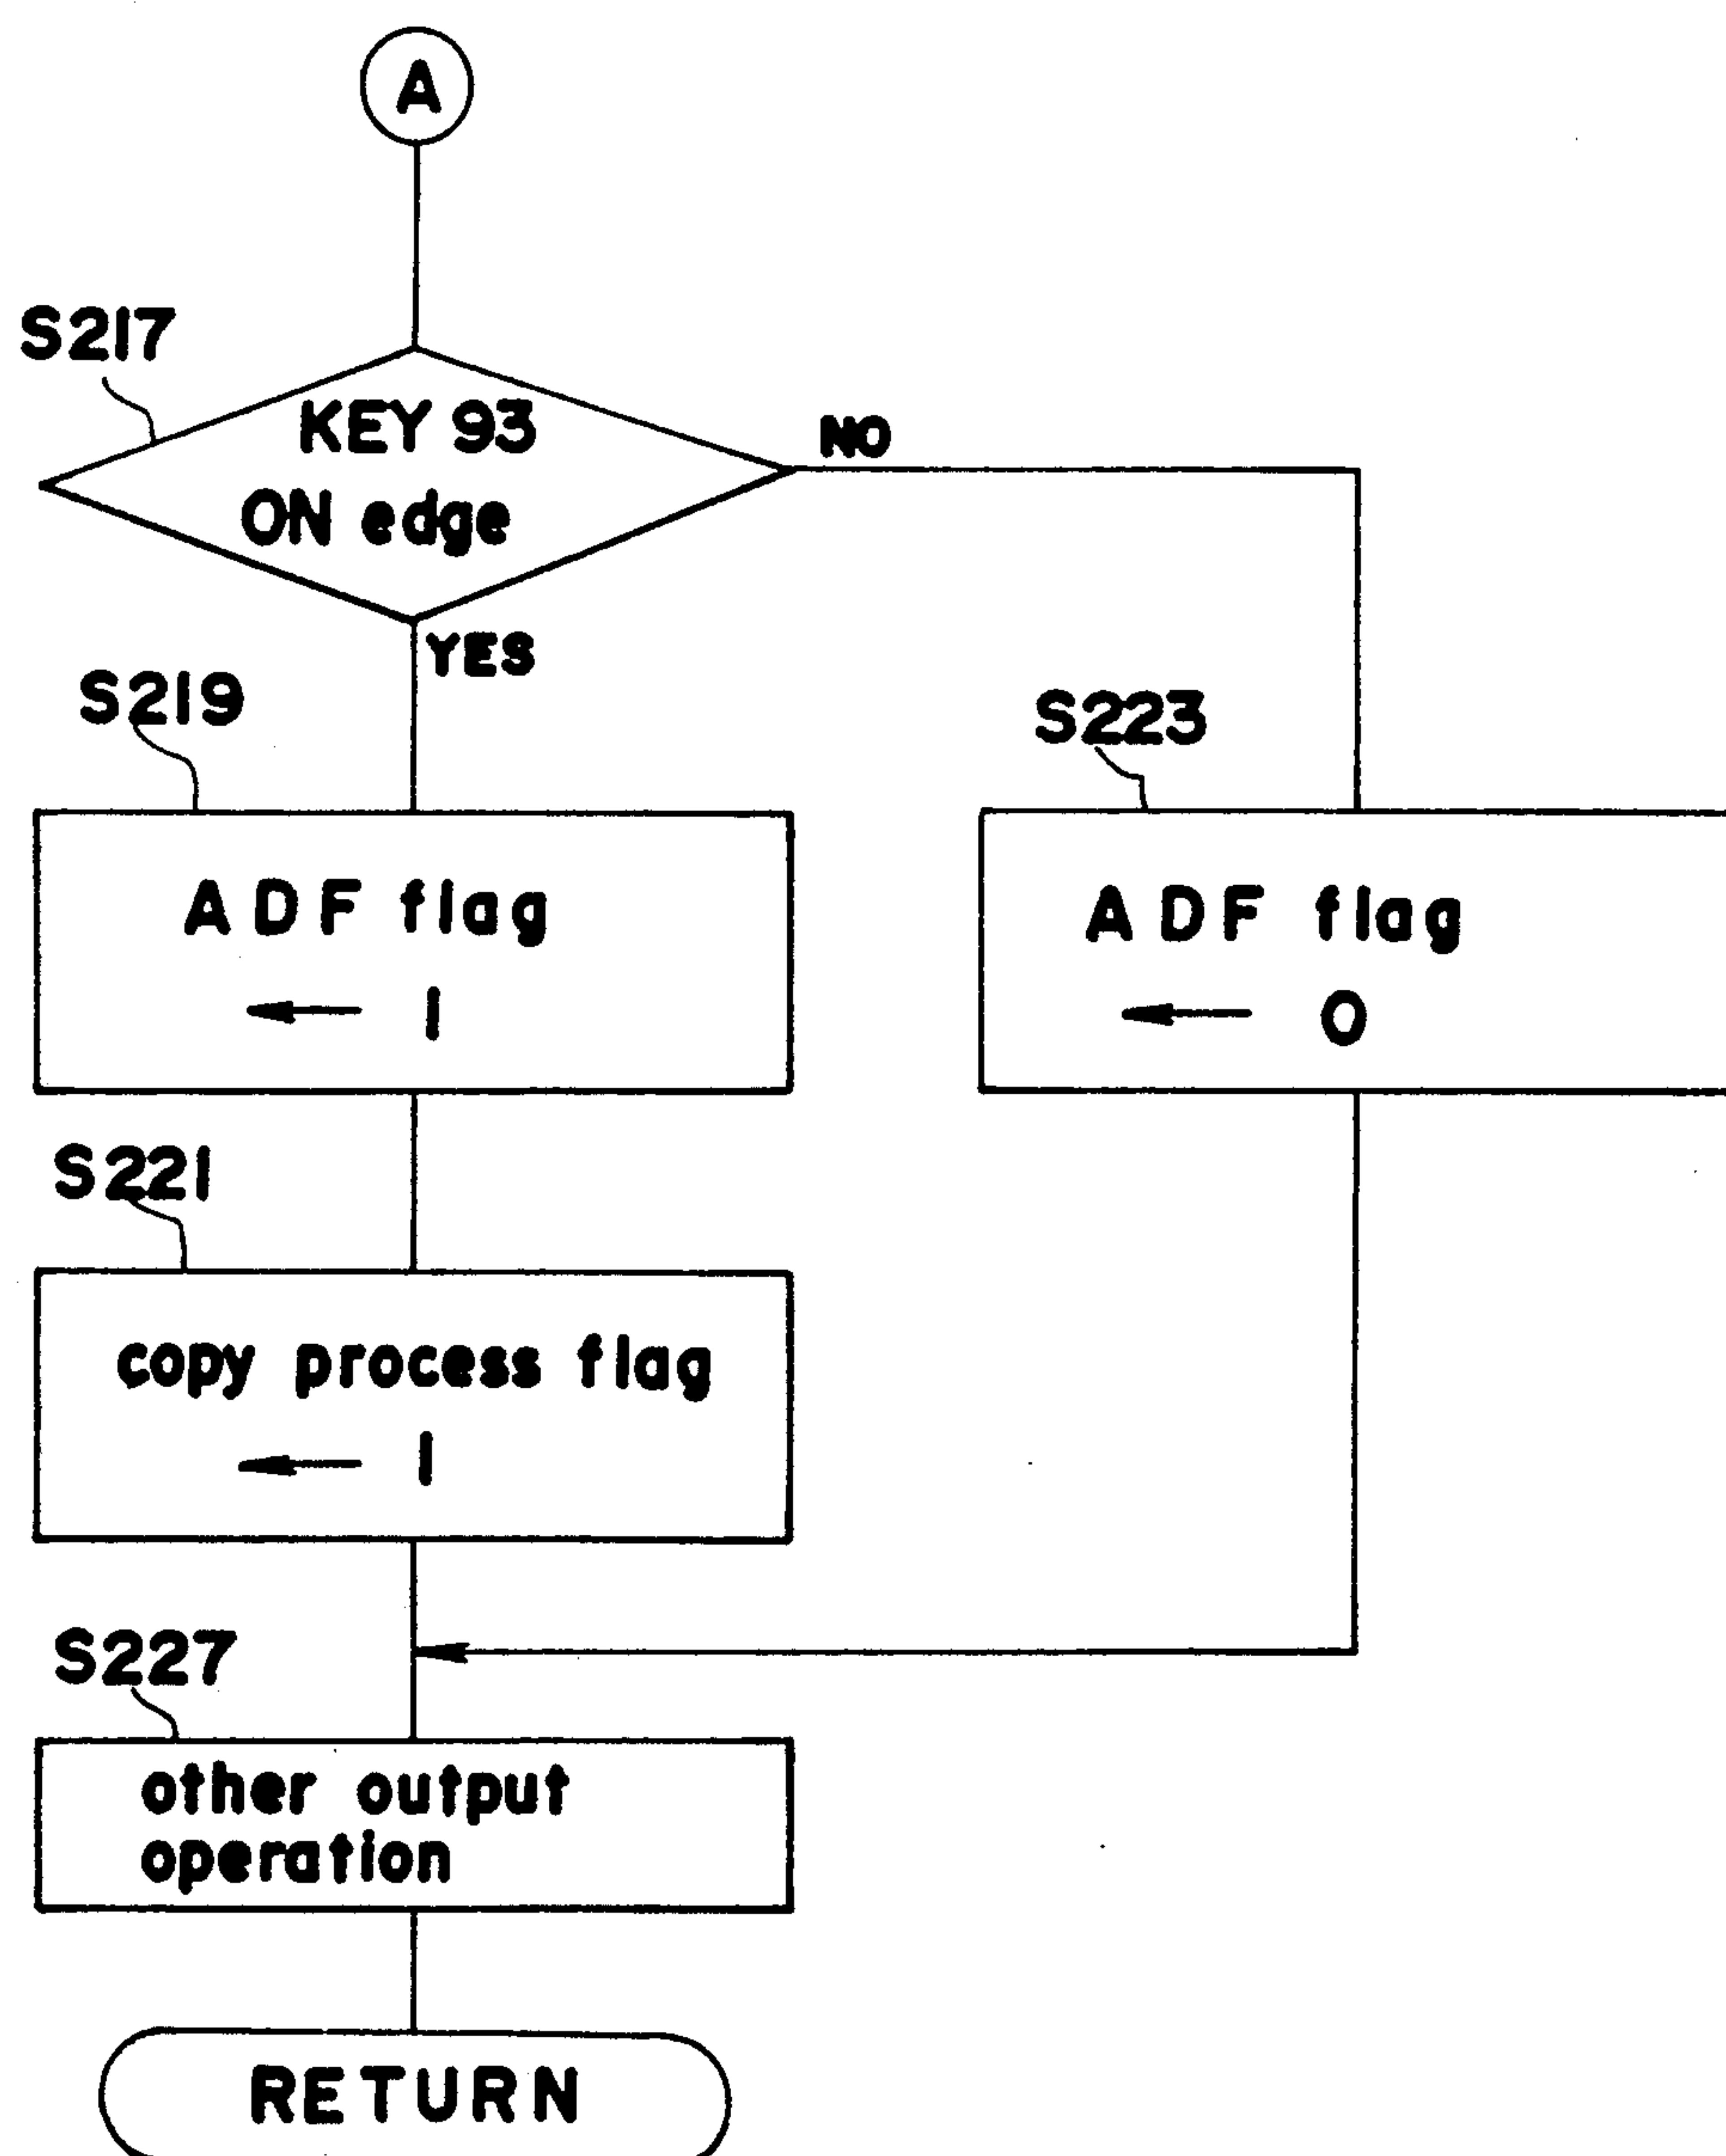 A
S217
KEY 93
ON edge
NO
YES
S219
ADF flag
← 1
S223
ADF flag
← 0
S221
copy process flag
← 1
S227
other output
operation
RETURN